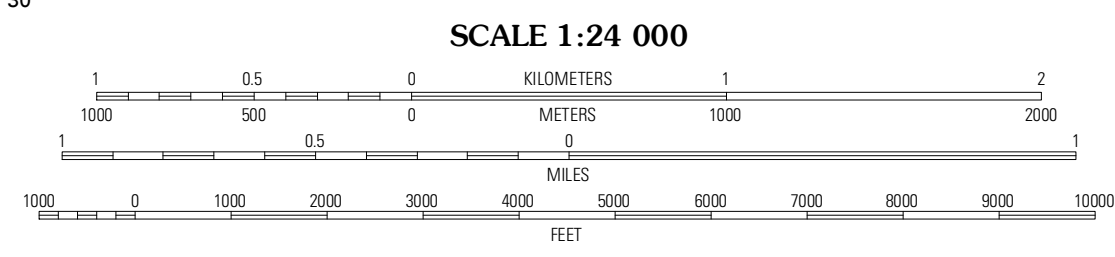 30
SCALE 1:24 000
1 0.5 0 KILOMETERS 1 2
1000 500 0 METERS 1000 2000
1 0.5 0 1
MILES
1000 0 1000 2000 3000 4000 5000 6000 7000 8000 9000 10000
FEET